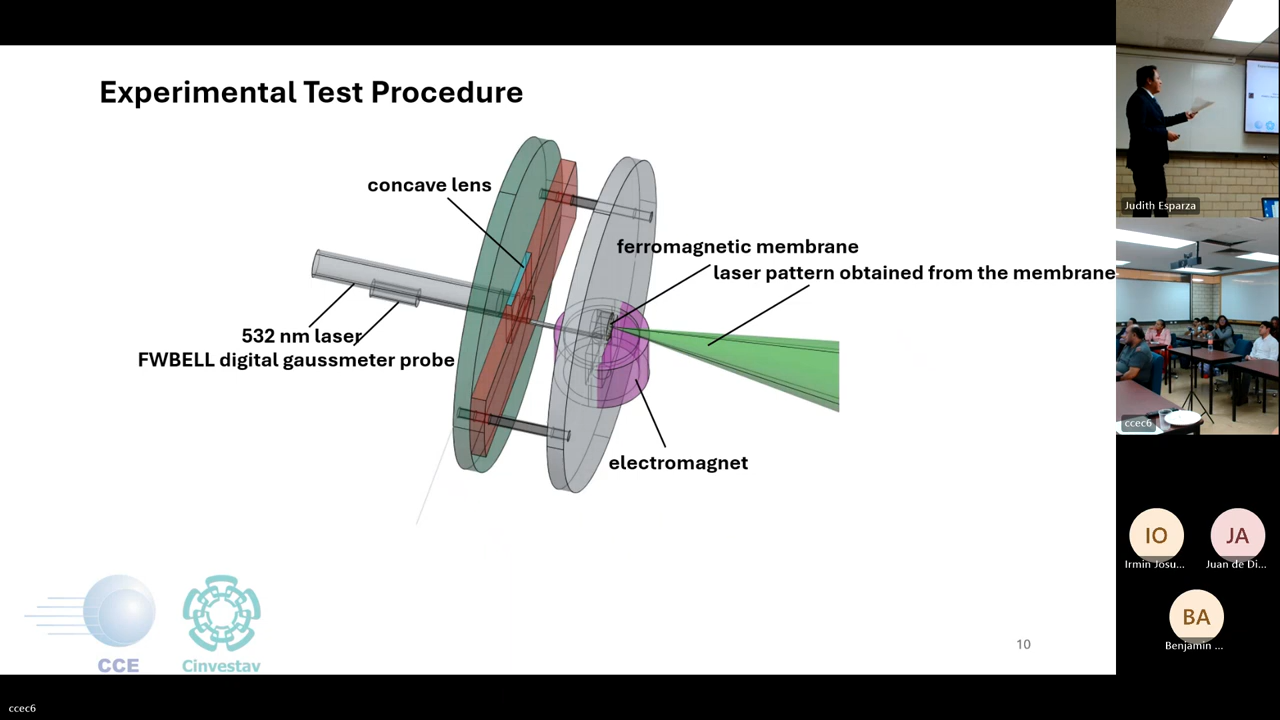 Experimental Test Procedure
concave lens
ferromagnetic membrane
laser pattern obtained from the membrane
532 nm laser
FWBELL digital gaussmeter probe
electromagnet
CCE
Cinvestav
10
Judith Esparza
ccec6
IO
JA
Irmin Josu...
Juan de Di...
BA
Benjamin ...
ccec6